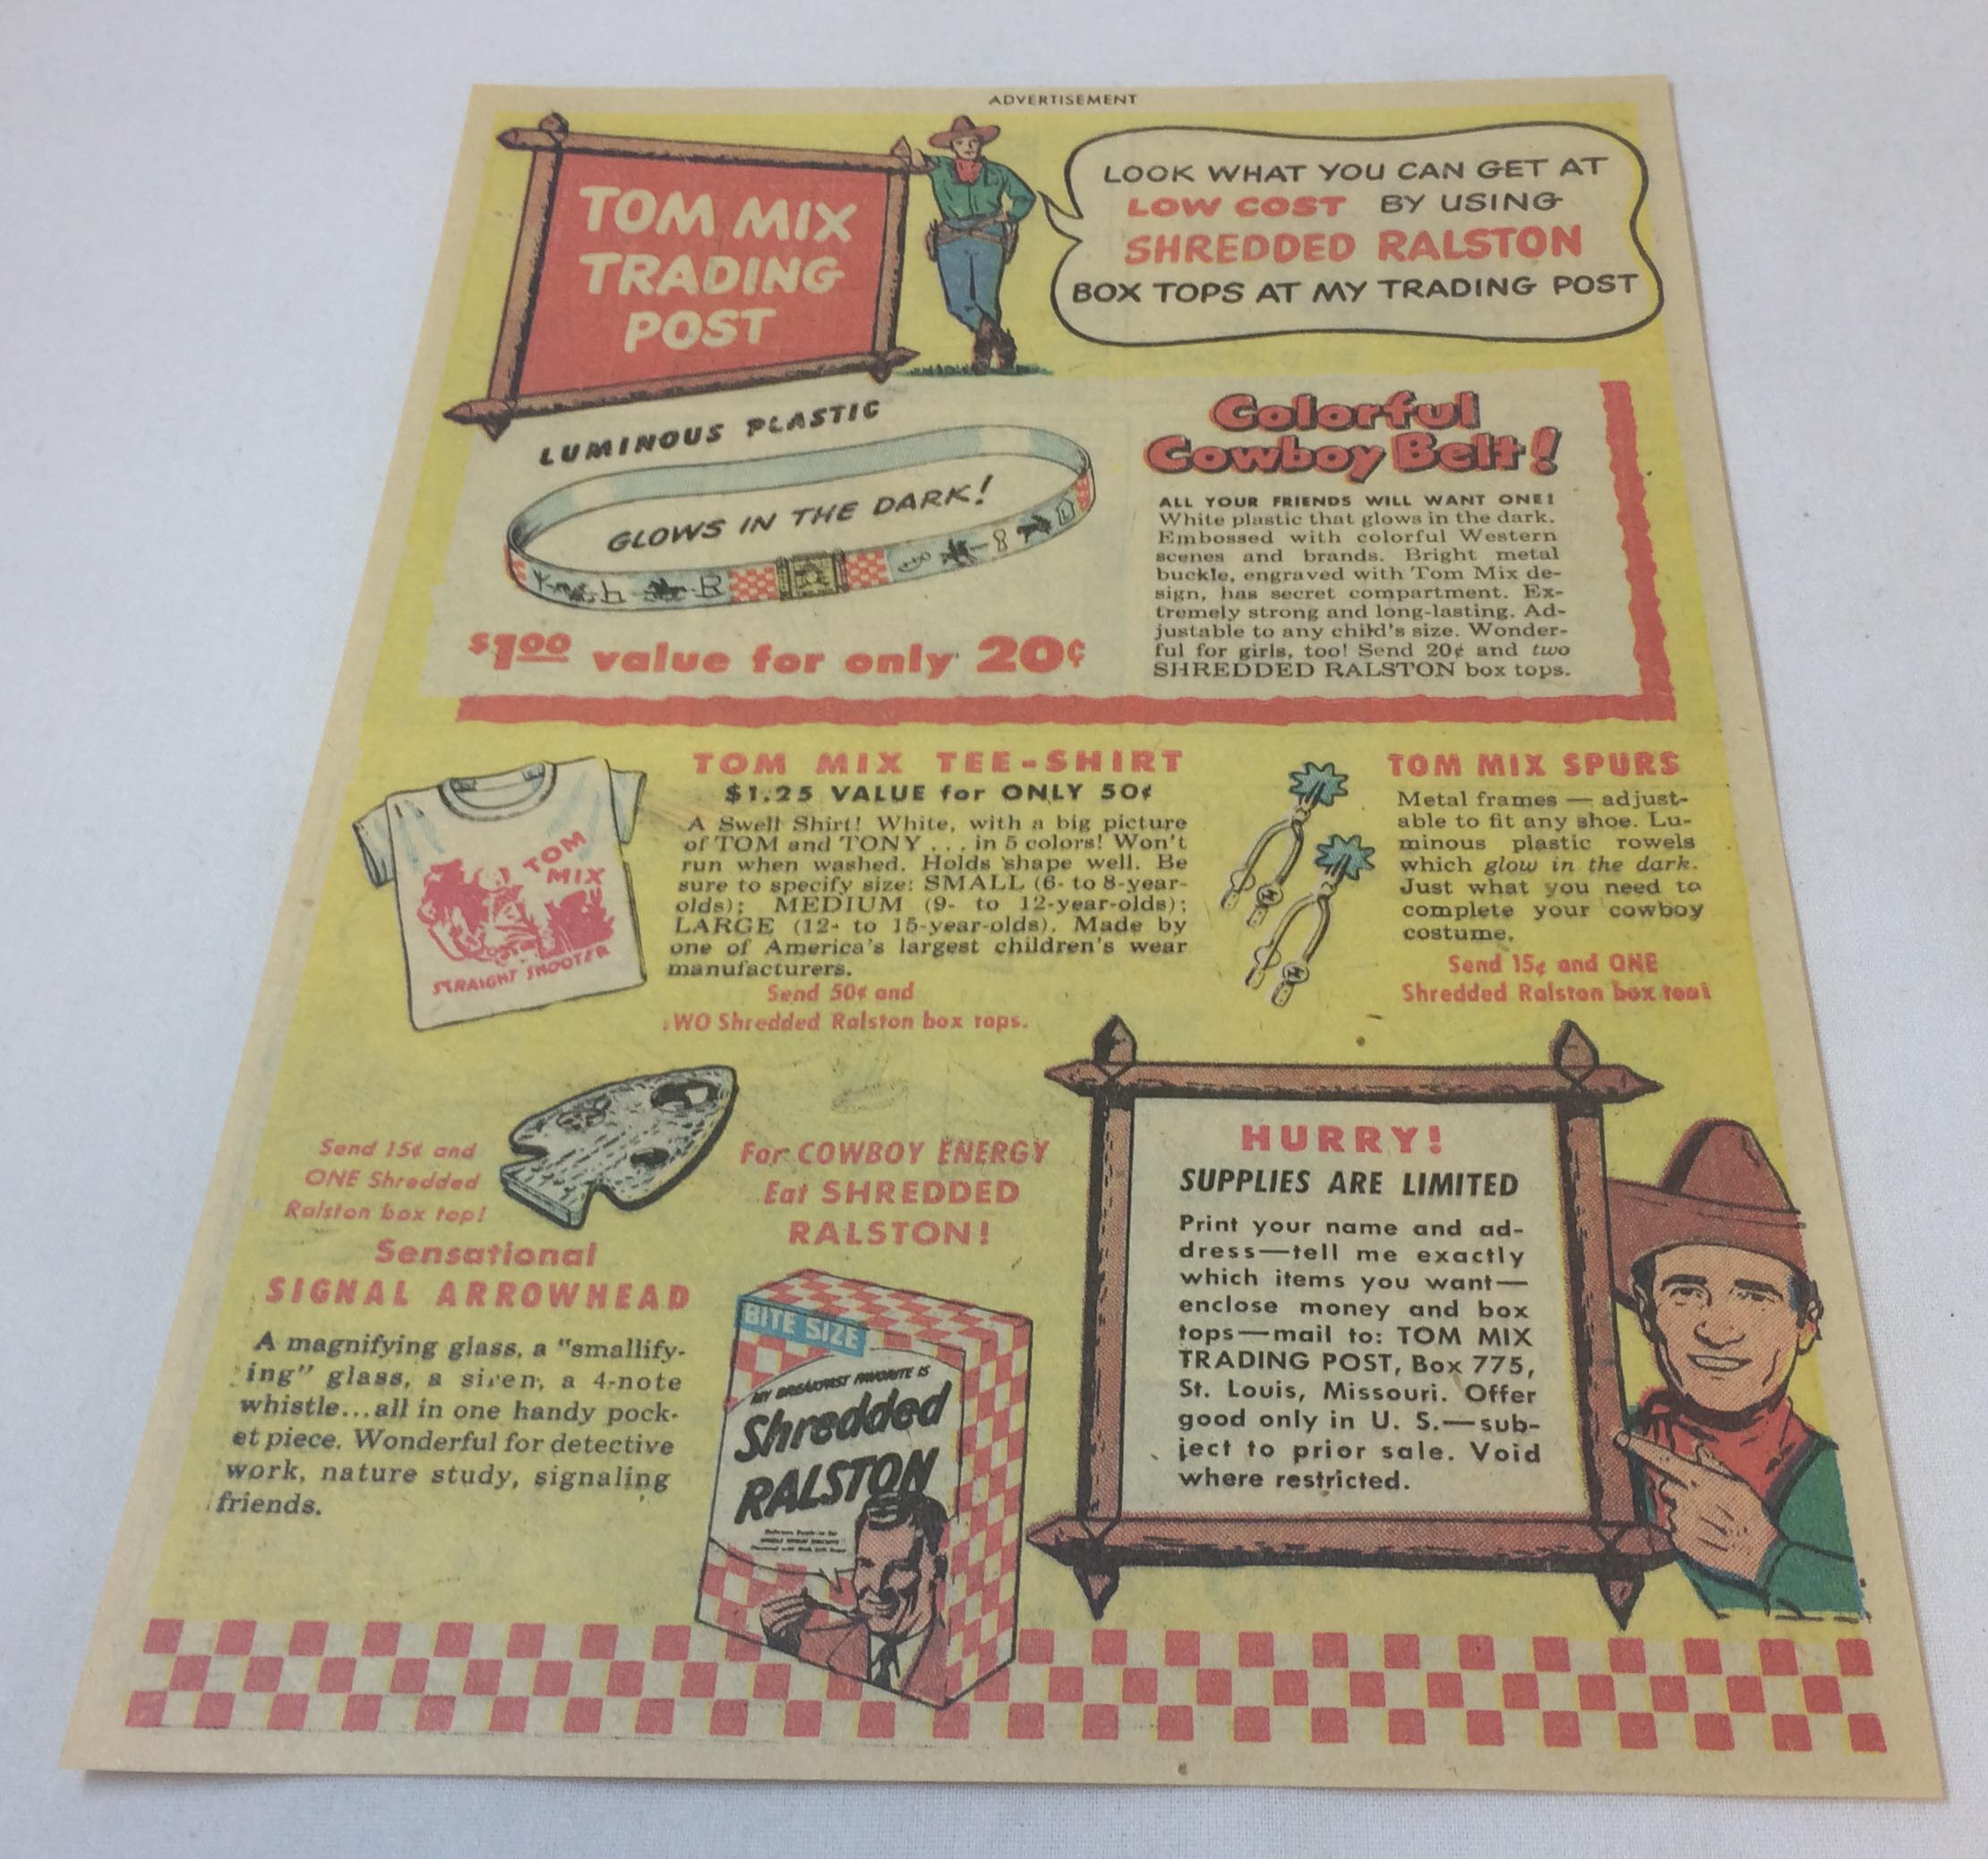 ADVERTISEMENT
TOM MIX
TRADING
POST
LOOK WHAT YOU CAN GET AT
LOW COST BY USING
SHREDDED RALSTON
BOX TOPS AT MY TRADING POST
LUMINOUS PLASTIC
GLOWS IN THE DARK!
$1.00 value for only 20¢
Colorful
Cowboy Belt!
ALL YOUR FRIENDS WILL WANT ONE!
White plastic that glows in the dark.
Embossed with colorful Western
scenes and brands. Bright metal
buckle, engraved with Tom Mix de-
sign, has secret compartment. Ex-
tremely strong and long-lasting. Ad-
justable to any child's size. Wonder-
ful for girls, too! Send 20¢ and two
SHREDDED RALSTON box tops.
TOM
MIX
STRAIGHT SHOOTER
TOM MIX TEE-SHIRT
$1.25 VALUE for ONLY 50¢
A Swell Shirt! White, with a big picture
of TOM and TONY ... in 5 colors! Won't
run when washed. Holds shape well. Be
sure to specify size: SMALL (6- to 8-year-
olds); MEDIUM (9- to 12-year-olds);
LARGE (12- to 15-year-olds). Made by
one of America's largest children's wear
manufacturers.
Send 50¢ and
WO Shredded Ralston box tops.
TOM MIX SPURS
Metal frames — adjust-
able to fit any shoe. Lu-
minous plastic rowels
which glow in the dark.
Just what you need to
complete your cowboy
costume.
Send 15¢ and ONE
Shredded Ralston box top!
Send 15¢ and
ONE Shredded
Ralston box top!
Sensational
SIGNAL ARROWHEAD
A magnifying glass, a "smallify-
ing" glass, a siren, a 4-note
whistle...all in one handy pock-
et piece. Wonderful for detective
work, nature study, signaling
friends.
For COWBOY ENERGY
Eat SHREDDED
RALSTON!
BITE SIZE
MY BREAKFAST FAVORITE IS
Shredded
RALSTON
HURRY!
SUPPLIES ARE LIMITED
Print your name and ad-
dress—tell me exactly
which items you want—
enclose money and box
tops—mail to: TOM MIX
TRADING POST, Box 775,
St. Louis, Missouri. Offer
good only in U. S.—sub-
ject to prior sale. Void
where restricted.